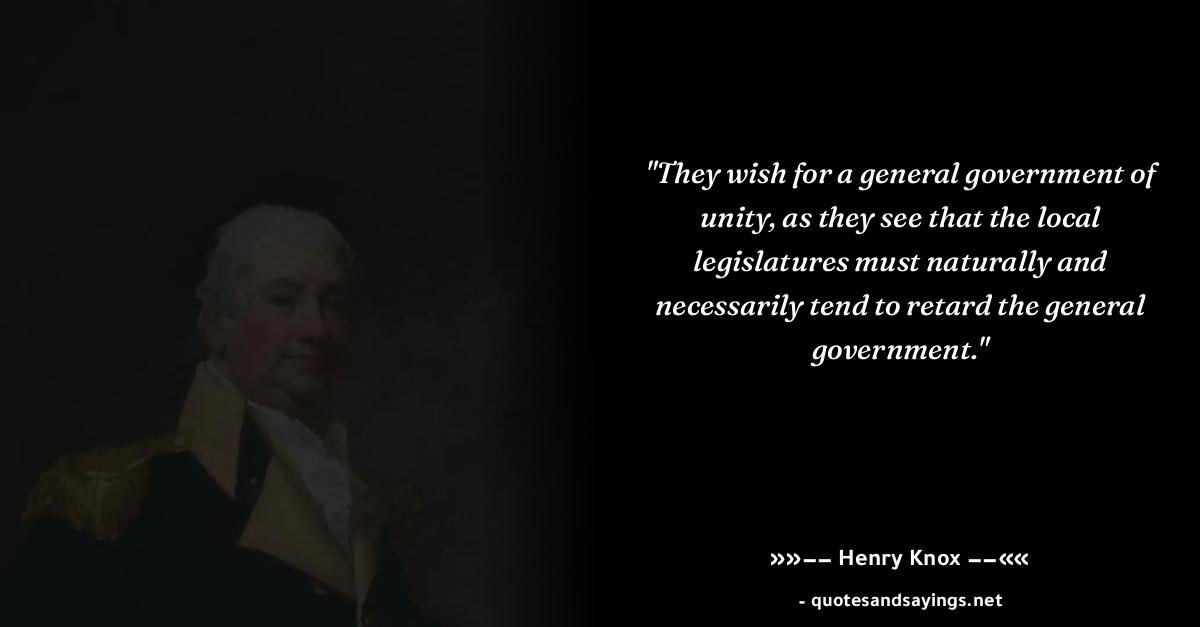 "They wish for a general government of
unity, as they see that the local
legislatures must naturally and
necessarily tend to retard the general
government."
»»−− Henry Knox −−««
- quotesandsayings.net